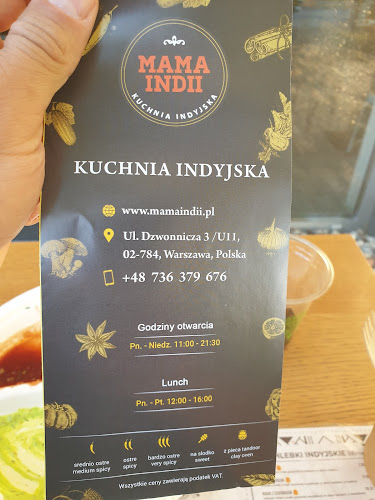 MAMA
INDII
KUCHNIA INDYJSKA
KUCHNIA INDYJSKA
www.mamaindii.pl
Ul. Dzwonnicza 3 /U11,
02-784, Warszawa, Polska
+48 736 379 676
Godziny otwarcia
Pn. - Niedz. 11:00 - 21:30
Lunch
Pn. - Pt. 12:00 - 16:00
średnio ostre
medium spicy
ostre
spicy
bardzo ostre
very spicy
na słodko
sweet
z pieca tandoor
clay oven
Wszystkie ceny zawierają podatek VAT.
LEBKI INDYJSKIE